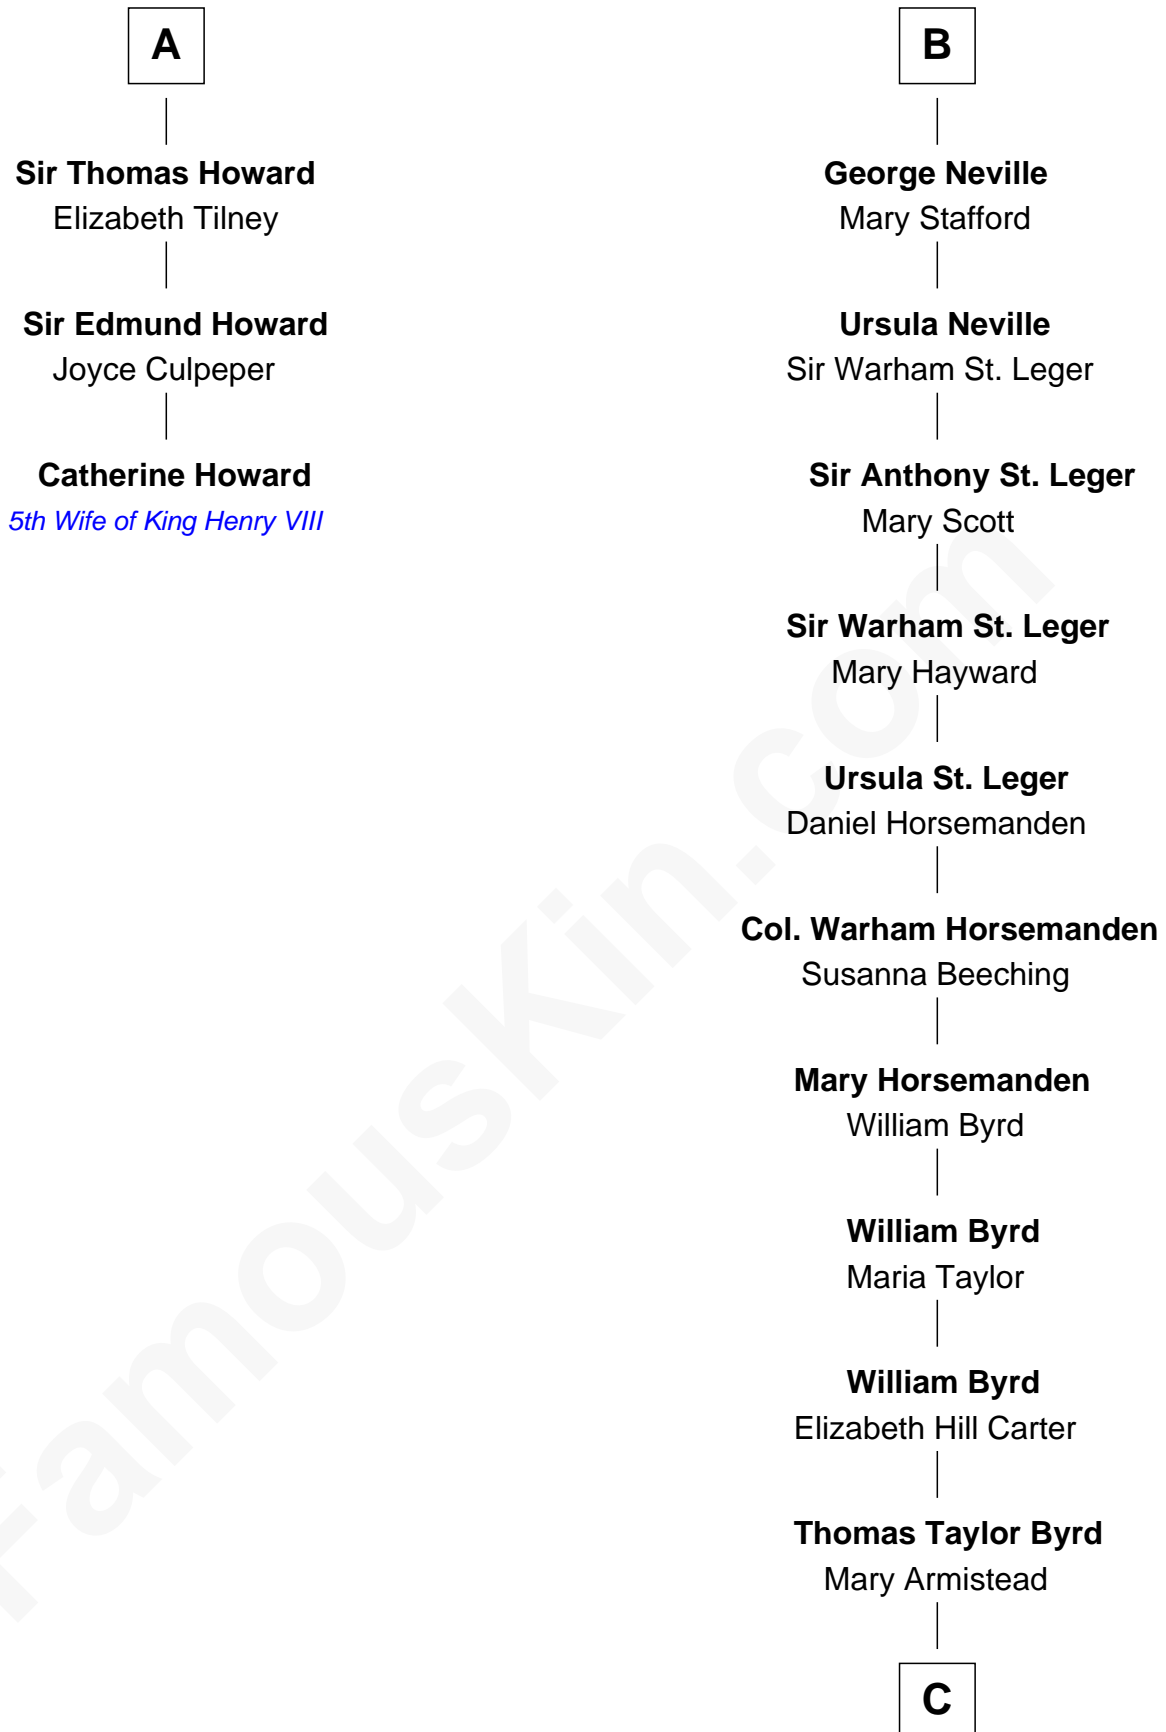 A
Sir Thomas Howard
Elizabeth Tilney
Sir Edmund Howard
Joyce Culpeper
Catherine Howard
5th Wife of King Henry VIII
B
George Neville
Mary Stafford
Ursula Neville
Sir Warham St. Leger
Sir Anthony St. Leger
Mary Scott
Sir Warham St. Leger
Mary Hayward
Ursula St. Leger
Daniel Horsemanden
Col. Warham Horsemanden
Susanna Beeching
Mary Horsemanden
William Byrd
William Byrd
Maria Taylor
William Byrd
Elizabeth Hill Carter
Thomas Taylor Byrd
Mary Armistead
C
FamousKin.com